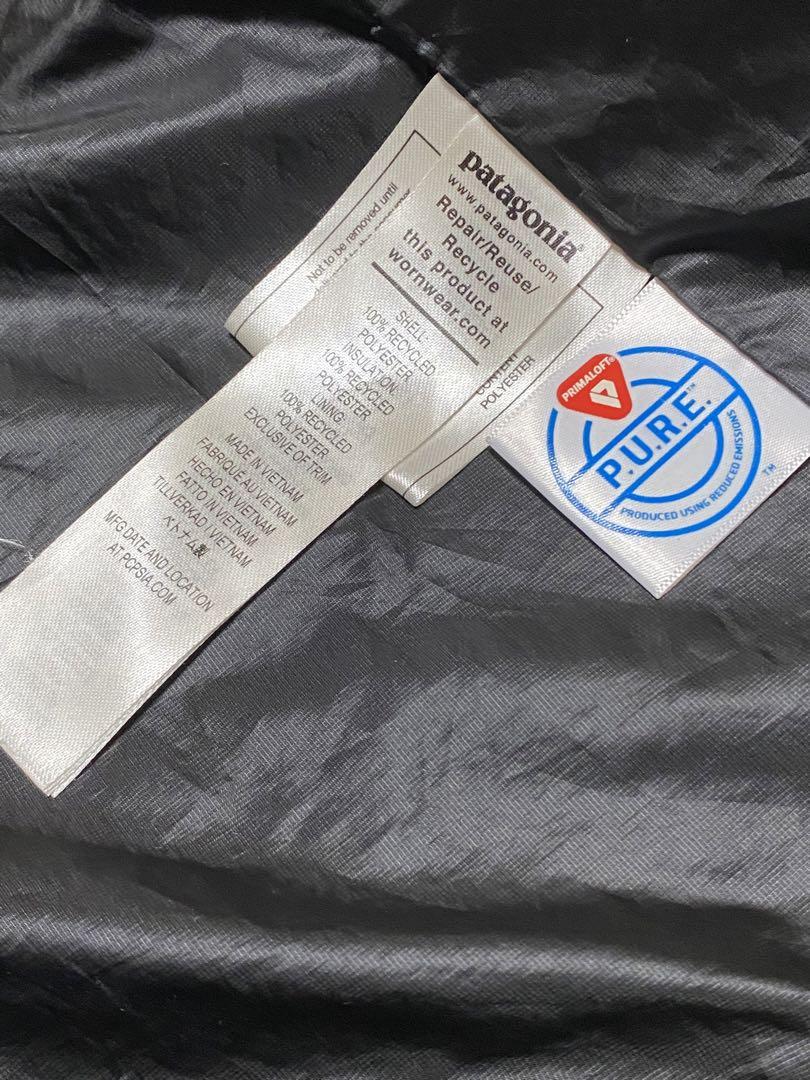 patagonia®
www.patagonia.com
Repair/Reuse/
Recycle
this product at
wornwear.com
SHELL:
100% RECYCLED
POLYESTER
INSULATION:
100% RECYCLED
POLYESTER
LINING:
100% RECYCLED
POLYESTER
EXCLUSIVE OF TRIM
MADE IN VIETNAM
FABRIQUÉ AU VIETNAM
HECHO EN VIETNAM
FATTO IN VIETNAM
TILLVERKAD I VIETNAM
ベトナム製
MFG DATE AND LOCATION
AT PCPSIA.COM
Not to be removed until
CONTENT
POLYESTER
PRIMALOFT®
P.U.R.E.™
PRODUCED USING REDUCED EMISSIONS
TM